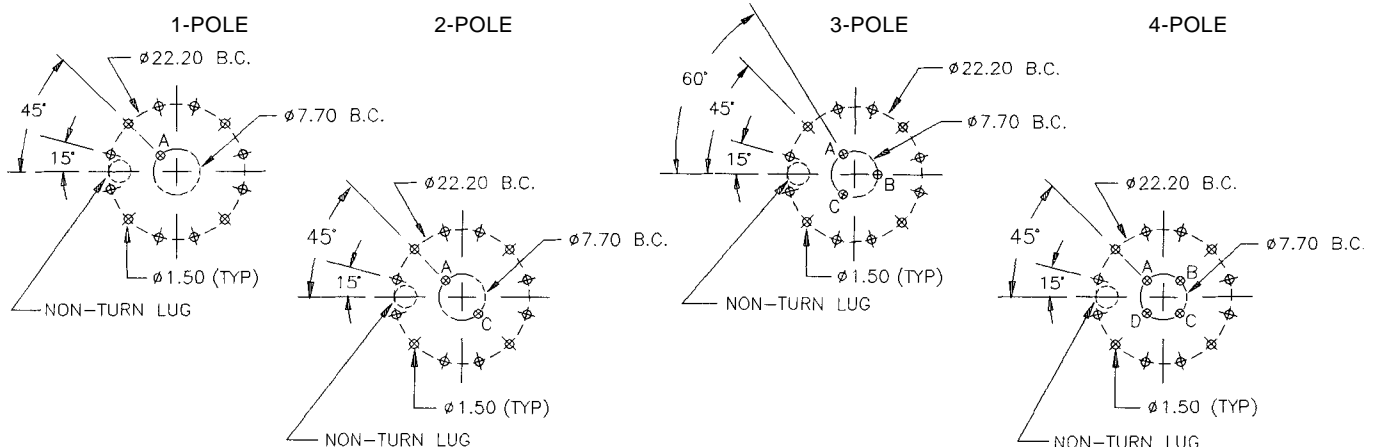 1-POLE
ø22.20 B.C.
45°
ø7.70 B.C.
A
15°
ø1.50 (TYP)
NON-TURN LUG
2-POLE
ø22.20 B.C.
45°
ø7.70 B.C.
A
15°
C
ø1.50 (TYP)
NON-TURN LUG
3-POLE
60°
ø22.20 B.C.
45°
ø7.70 B.C.
15°
A
B
C
ø1.50 (TYP)
NON-TURN LUG
4-POLE
ø22.20 B.C.
45°
ø7.70 B.C.
A
B
15°
D
C
ø1.50 (TYP)
NON-TURN LUG